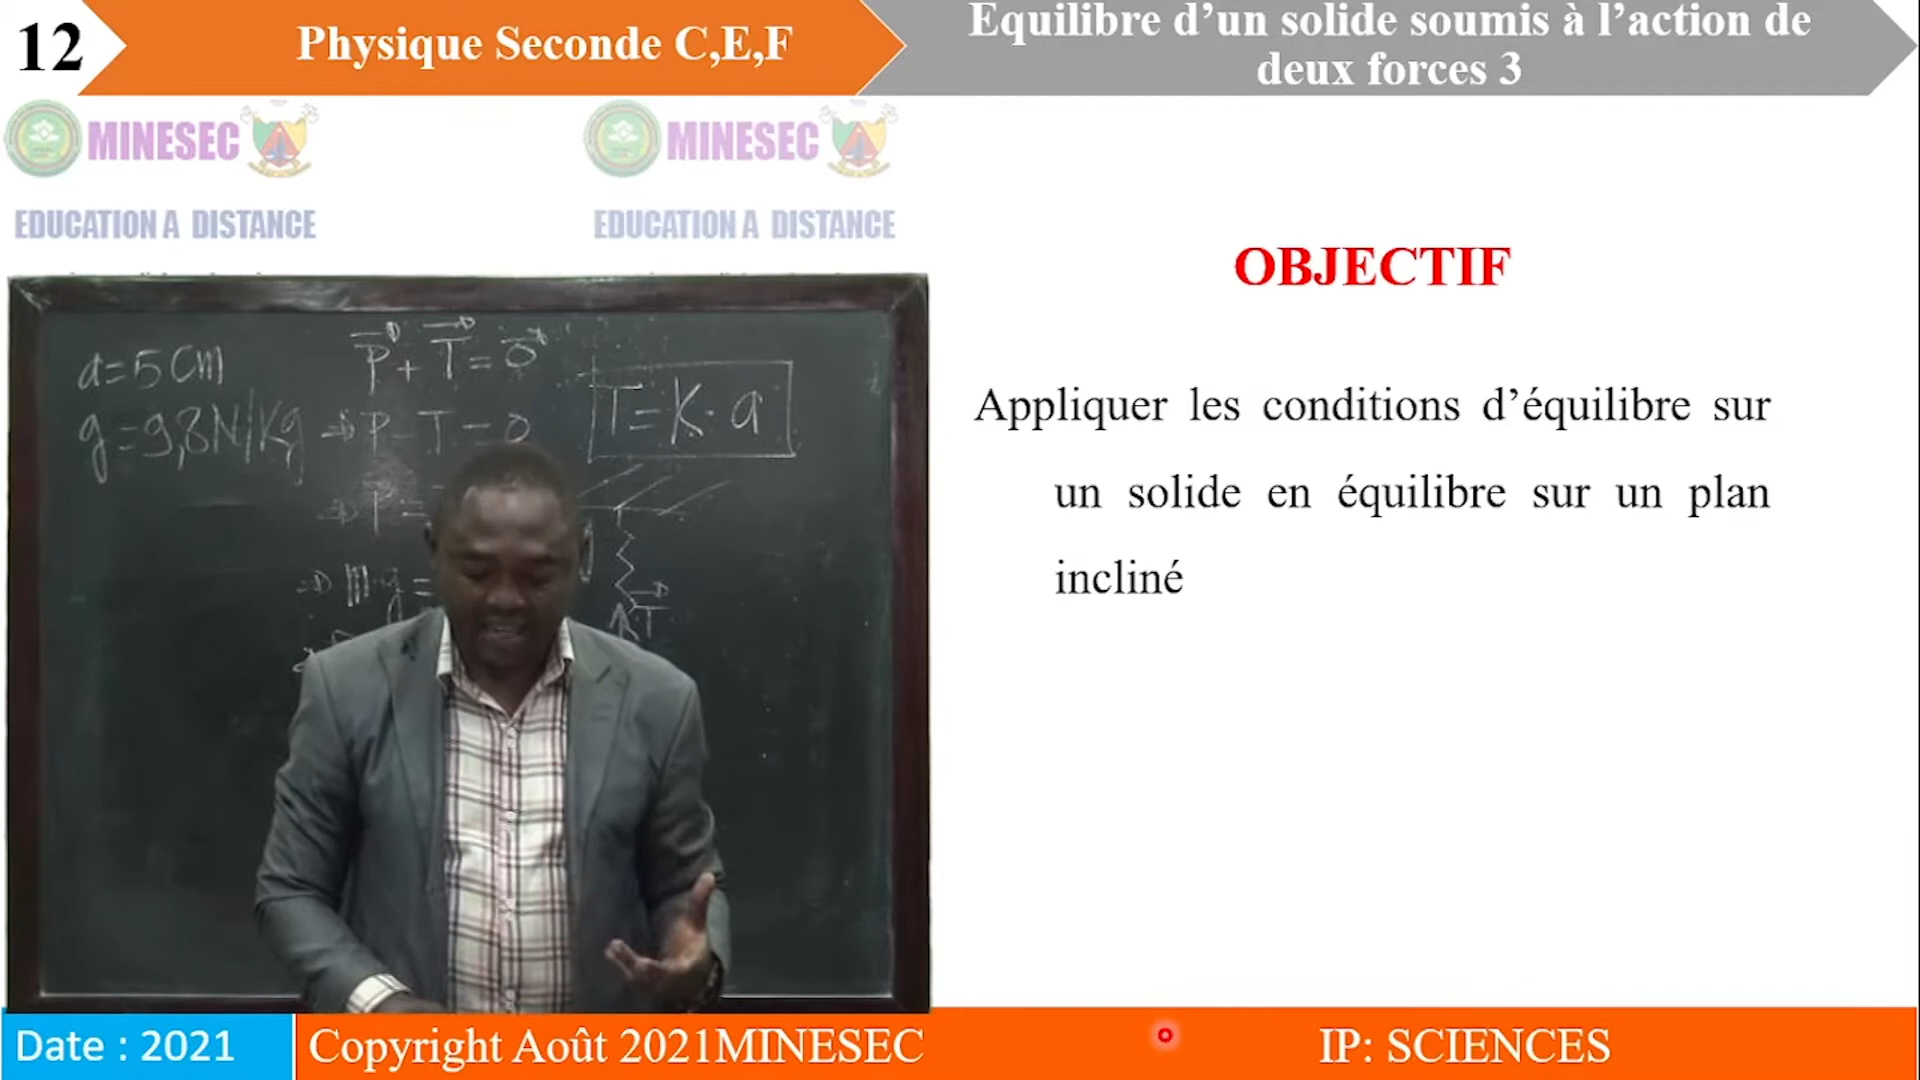 12
Physique Seconde C,E,F
Equilibre d’un solide soumis à l’action de
deux forces 3
MINESEC
MINESEC
EDUCATION A DISTANCE
EDUCATION A DISTANCE
OBJECTIF
Appliquer les conditions d’équilibre sur
un solide en équilibre sur un plan
incliné
a=5cm
g=9,8N/Kg
P+T=0
⇒P-T=0
⇒P=
⇒m·g=
T=K·a
T
Date : 2021
Copyright Août 2021MINESEC
IP: SCIENCES